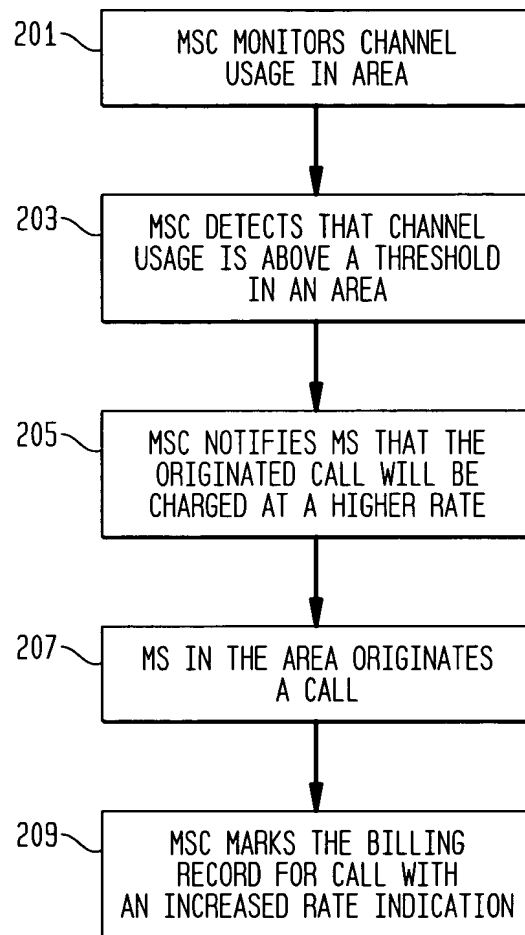 201
MSC MONITORS CHANNEL
USAGE IN AREA
203
MSC DETECTS THAT CHANNEL
USAGE IS ABOVE A THRESHOLD
IN AN AREA
205
MSC NOTIFIES MS THAT THE
ORIGINATED CALL WILL BE
CHARGED AT A HIGHER RATE
207
MS IN THE AREA ORIGINATES
A CALL
209
MSC MARKS THE BILLING
RECORD FOR CALL WITH
AN INCREASED RATE INDICATION